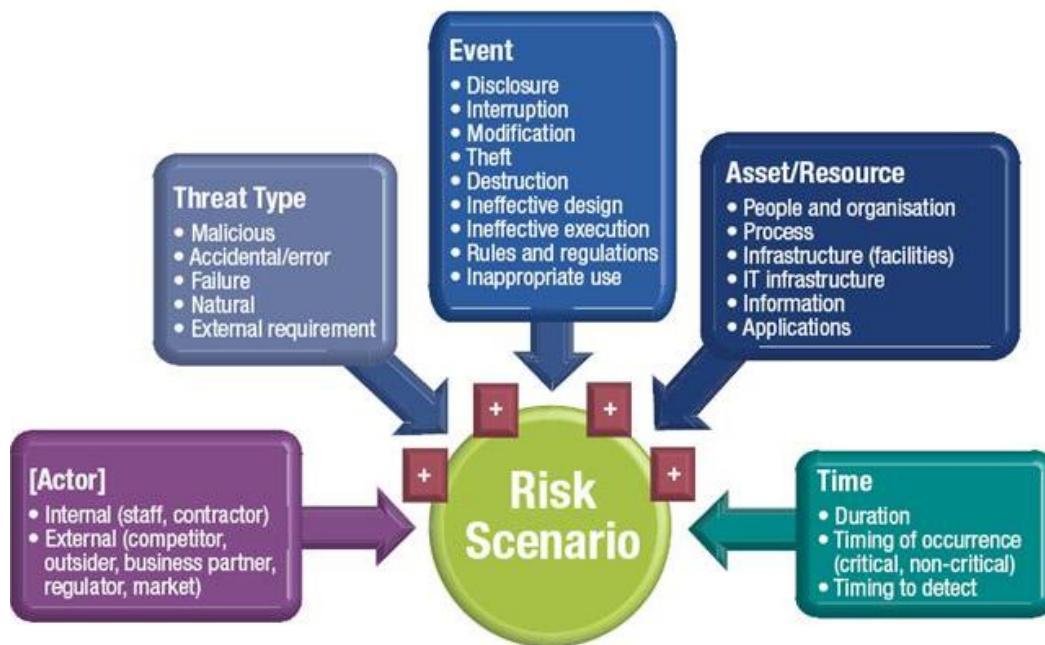 Event
• Disclosure
• Interruption
• Modification
• Theft
• Destruction
• Ineffective design
• Ineffective execution
• Rules and regulations
• Inappropriate use
Threat Type
• Malicious
• Accidental/error
• Failure
• Natural
• External requirement
Asset/Resource
• People and organisation
• Process
• Infrastructure (facilities)
• IT infrastructure
• Information
• Applications
[Actor]
• Internal (staff, contractor)
• External (competitor,
outsider, business partner,
regulator, market)
+
+
+
+
Risk
Scenario
Time
• Duration
• Timing of occurrence
(critical, non-critical)
• Timing to detect